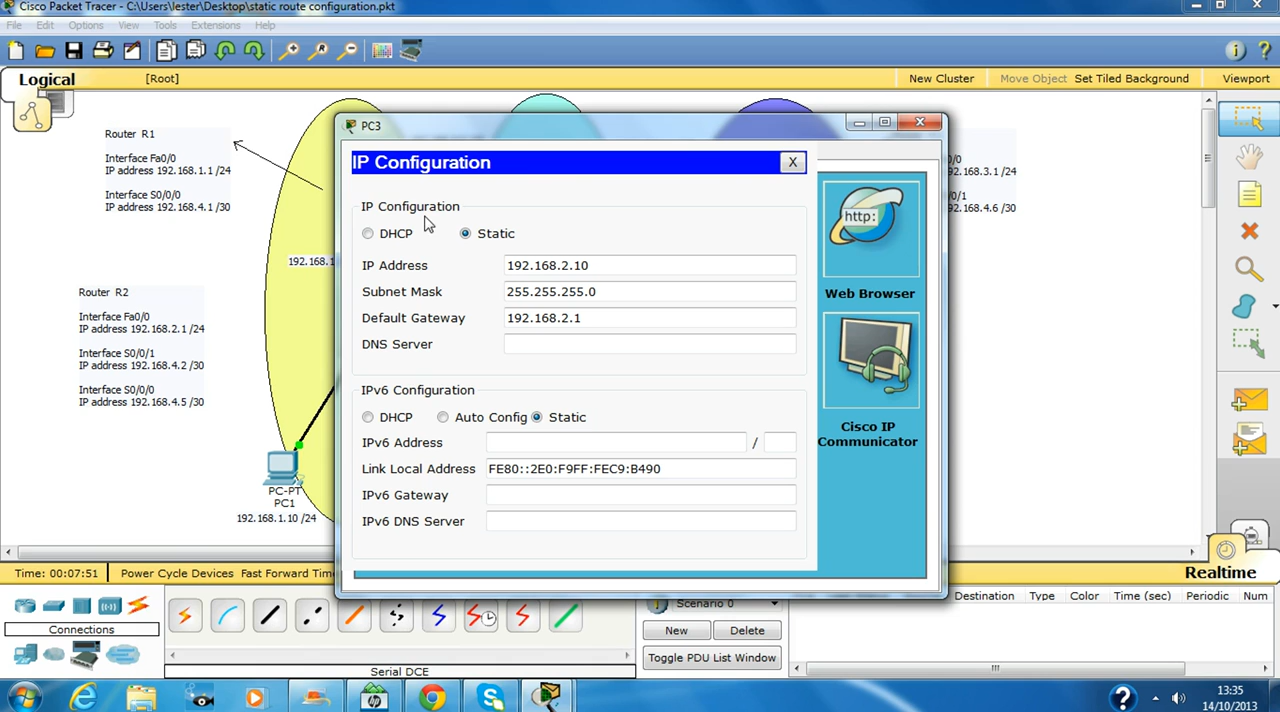 Cisco Packet Tracer - C:\Users\lester\Desktop\static route configuration.pkt
File Edit Options View Tools Extensions Help
Logical
[Root]
New Cluster
Move Object
Set Tiled Background
Viewport
Router R1
Interface Fa0/0
IP address 192.168.1.1 /24
Interface S0/0/0
IP address 192.168.4.1 /30
192.168.1
Router R2
Interface Fa0/0
IP address 192.168.2.1 /24
Interface S0/0/1
IP address 192.168.4.2 /30
Interface S0/0/0
IP address 192.168.4.5 /30
PC-PT
PC1
192.168.1.10 /24
PC3
IP Configuration
X
IP Configuration
DHCP
Static
IP Address
192.168.2.10
Subnet Mask
255.255.255.0
Default Gateway
192.168.2.1
DNS Server
IPv6 Configuration
DHCP
Auto Config
Static
IPv6 Address
/
Link Local Address
FE80::2E0:F9FF:FEC9:B490
IPv6 Gateway
IPv6 DNS Server
http:
Web Browser
Cisco IP
Communicator
0/0
192.168.3.1 /24
0/1
192.168.4.6 /30
Time: 00:07:51
Power Cycle Devices
Fast Forward Time
Realtime
Connections
Serial DCE
Scenario 0
New
Delete
Toggle PDU List Window
Destination
Type
Color
Time (sec)
Periodic
Num
13:35
14/10/2013